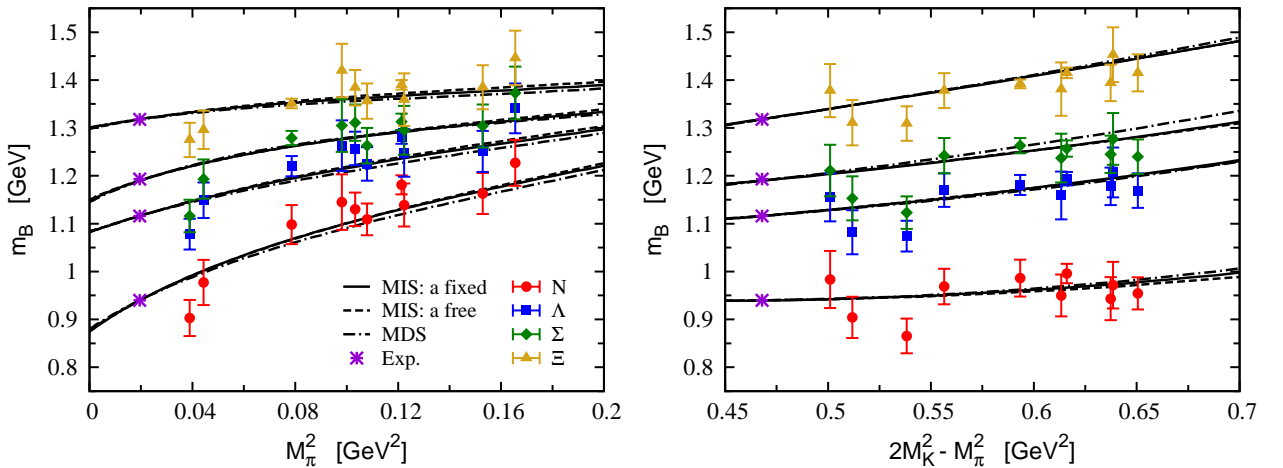 1.5
1.4
1.3
1.2
1.1
1
0.9
0.8
m_B [GeV]
0 0.04 0.08 0.12 0.16 0.2
M_π^2 [GeV^2]
MIS: a fixed
MIS: a free
MDS
Exp.
N
Λ
Σ
Ξ
1.5
1.4
1.3
1.2
1.1
1
0.9
0.8
m_B [GeV]
0.45 0.5 0.55 0.6 0.65 0.7
2M_K^2 - M_π^2 [GeV^2]